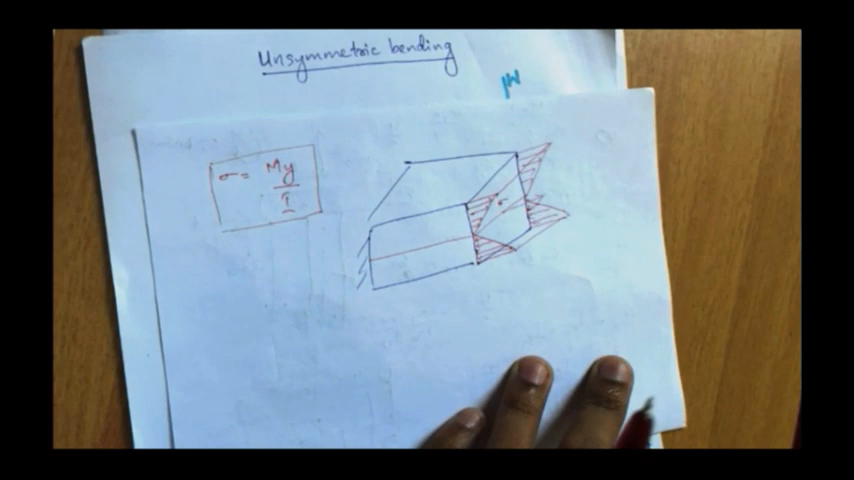 Unsymmetric bending
σ = My/I
σ